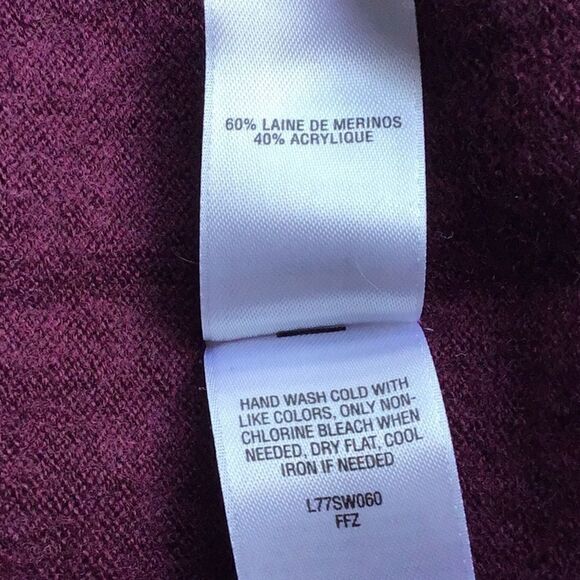 60% LAINE DE MERINOS
40% ACRYLIQUE
HAND WASH COLD WITH
LIKE COLORS, ONLY NON-
CHLORINE BLEACH WHEN
NEEDED, DRY FLAT, COOL
IRON IF NEEDED
L77SW060
FFZ